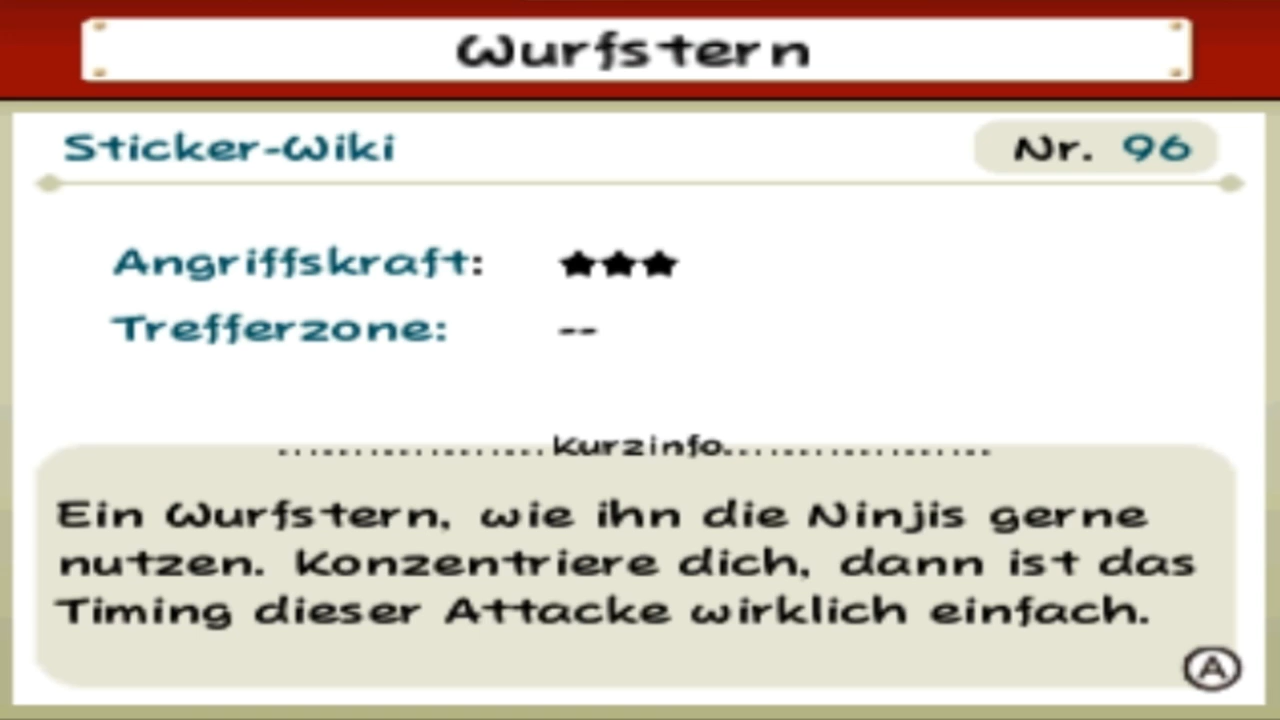 Wurfstern
Sticker-Wiki
Nr. 96
Angriffskraft: ★★★
Trefferzone: --
Kurzinfo
Ein Wurfstern, wie ihn die Ninjis gerne
nutzen. Konzentriere dich, dann ist das
Timing dieser Attacke wirklich einfach.
A